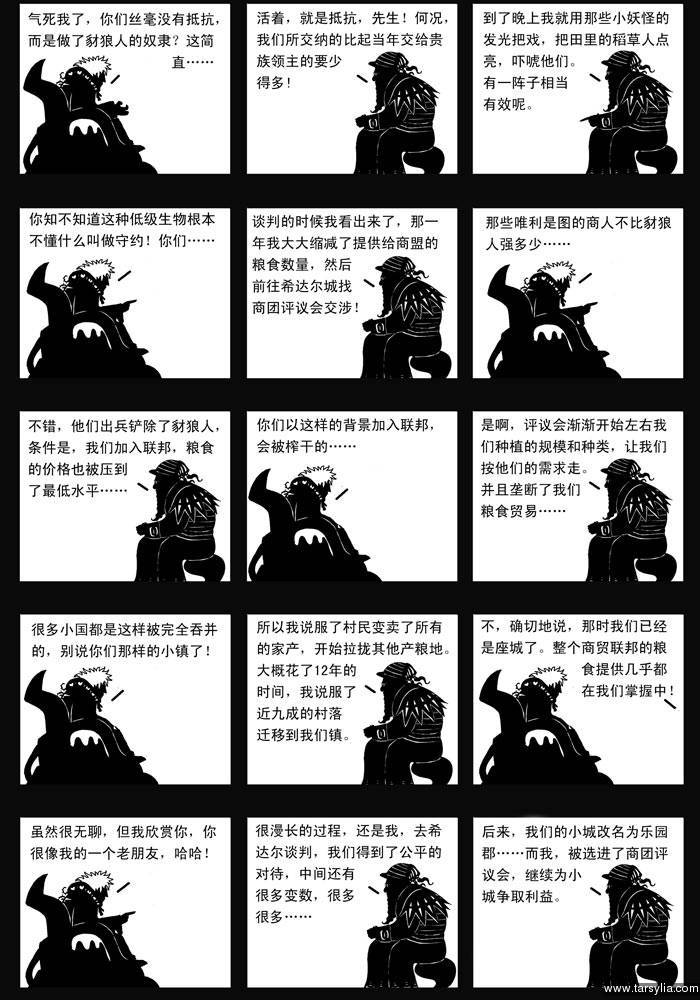 气死我了，你们丝毫没有抵抗，
而是做了豺狼人的奴隶？这简
直……
活着，就是抵抗，先生！何况，
我们所交纳的比起当年交给贵
族领主的要少
得多！
到了晚上我就用那些小妖怪的
发光把戏，把田里的稻草人点
亮，吓唬他们。
有一阵子相当
有效呢。
你知不知道这种低级生物根本
不懂什么叫做守约！你们……
谈判的时候我看出来了，那一
年我大大缩减了提供给商盟的
粮食数量，然后
前往希达尔城找
商团评议会交涉！
那些唯利是图的商人不比豺狼
人强多少……
不错，他们出兵铲除了豺狼人，
条件是，我们加入联邦，粮食
的价格也被压到
了最低水平……
你们以这样的背景加入联邦，
会被榨干的……
是啊，评议会渐渐开始左右我
们种植的规模和种类，让我们
按他们的需求走。
并且垄断了我们
粮食贸易……
很多小国都是这样被完全吞并
的，别说你们那样的小镇了！
所以我说服了村民变卖了所有
的家产，开始拉拢其他产粮地。
大概花了12年的
时间，我说服了
近九成的村落
迁移到我们镇。
不，确切地说，那时我们已经
是座城了。整个商贸联邦的粮
食提供几乎都
在我们掌握中！
虽然很无聊，但我欣赏你，你
很像我的一个老朋友，哈哈！
很漫长的过程，还是我，去希
达尔谈判，我们得到了公平的
对待，中间还有
很多变数，很多
很多……
后来，我们的小城改名为乐园
郡……而我，被选进了商团评
议会，继续为小
城争取利益。
www.tarsylia.com